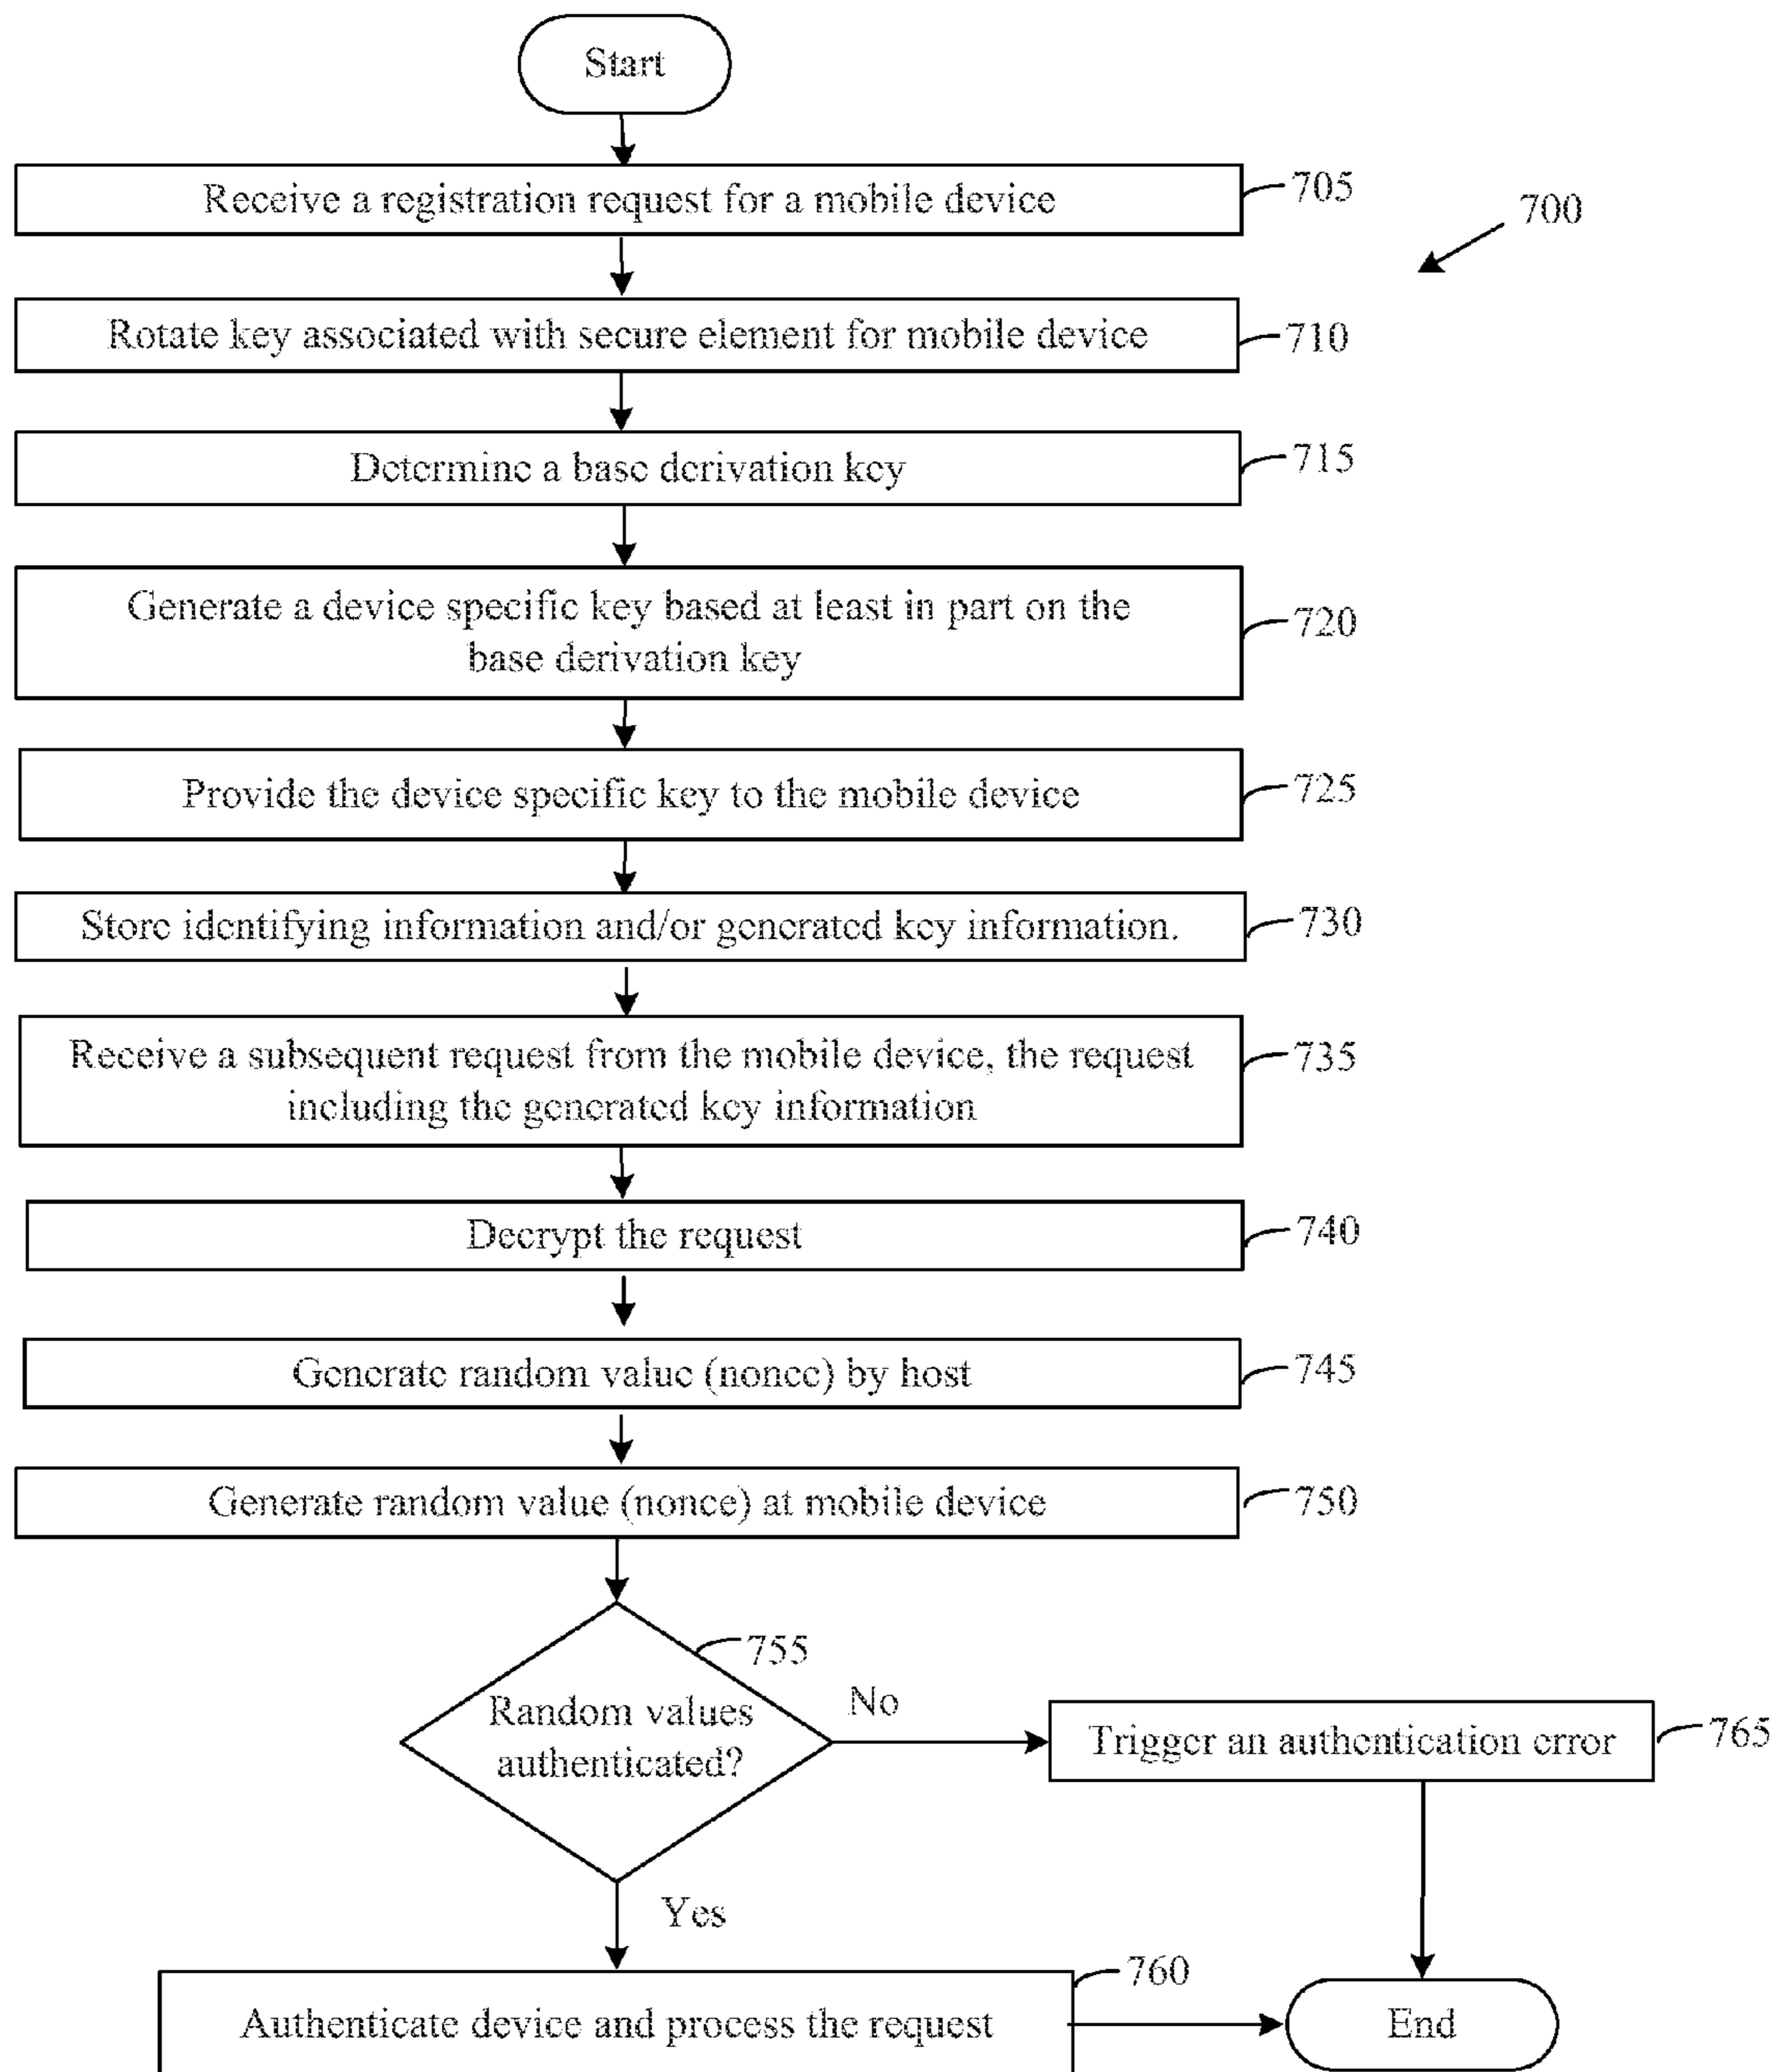 Start
Receive a registration request for a mobile device
705
700
Rotate key associated with secure element for mobile device
710
Determine a base derivation key
715
Generate a device specific key based at least in part on the
base derivation key
720
Provide the device specific key to the mobile device
725
Store identifying information and/or generated key information.
730
Receive a subsequent request from the mobile device, the request
including the generated key information
735
Decrypt the request
740
Generate random value (nonce) by host
745
Generate random value (nonce) at mobile device
750
755
Random values
authenticated?
No
Trigger an authentication error
765
Yes
760
Authenticate device and process the request
End